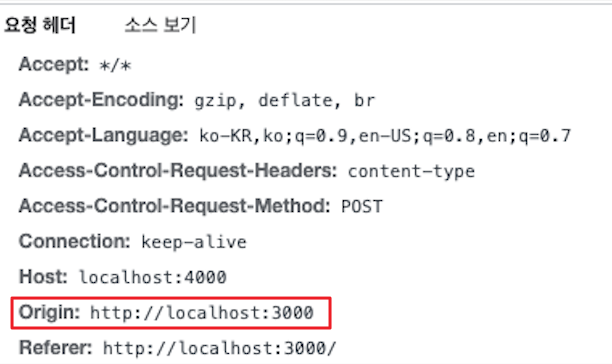 요청 헤더 소스 보기
Accept: */*
Accept-Encoding: gzip, deflate, br
Accept-Language: ko-KR,ko;q=0.9,en-US;q=0.8,en;q=0.7
Access-Control-Request-Headers: content-type
Access-Control-Request-Method: POST
Connection: keep-alive
Host: localhost:4000
Origin: http://localhost:3000
Referer: http://localhost:3000/